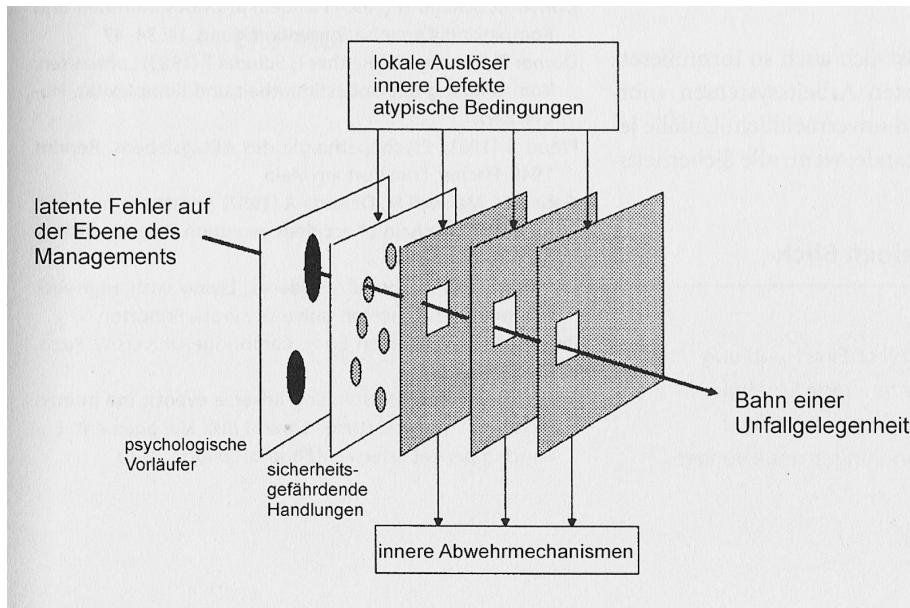 lokale Auslöser
innere Defekte
atypische Bedingungen
latente Fehler auf
der Ebene des
Managements
psychologische
Vorläufer
sicherheits-
gefährdende
Handlungen
Bahn einer
Unfallgelegenheit
innere Abwehrmechanismen